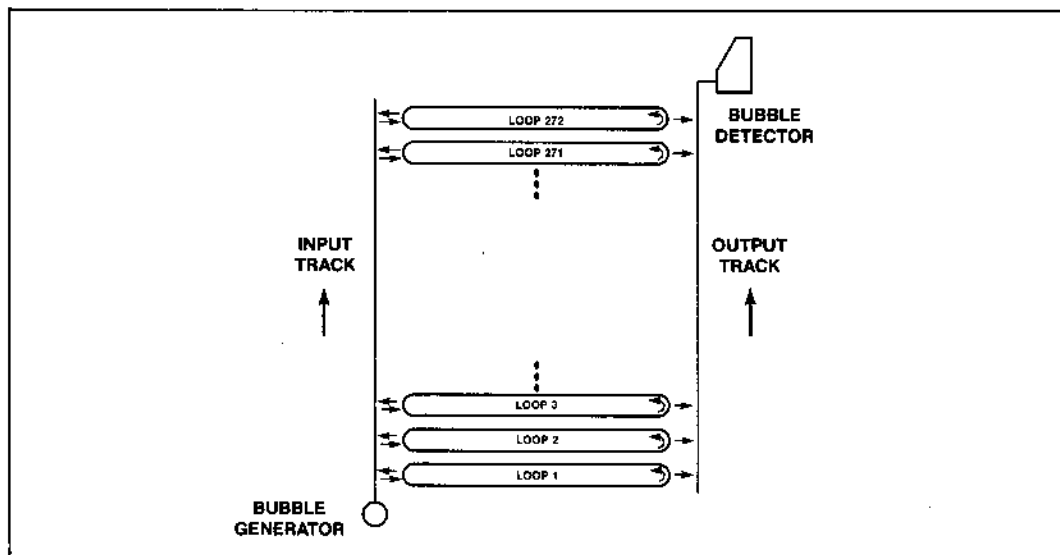 LOOP 272
BUBBLE
DETECTOR
LOOP 271
INPUT
TRACK
OUTPUT
TRACK
LOOP 3
LOOP 2
LOOP 1
BUBBLE
GENERATOR